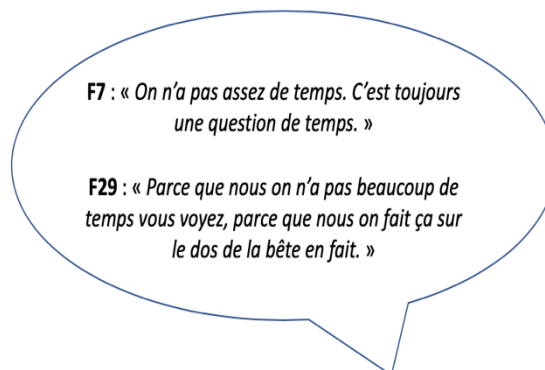 F7 : « On n’a pas assez de temps. C’est toujours
une question de temps. »
F29 : « Parce que nous on n’a pas beaucoup de
temps vous voyez, parce que nous on fait ça sur
le dos de la bête en fait. »